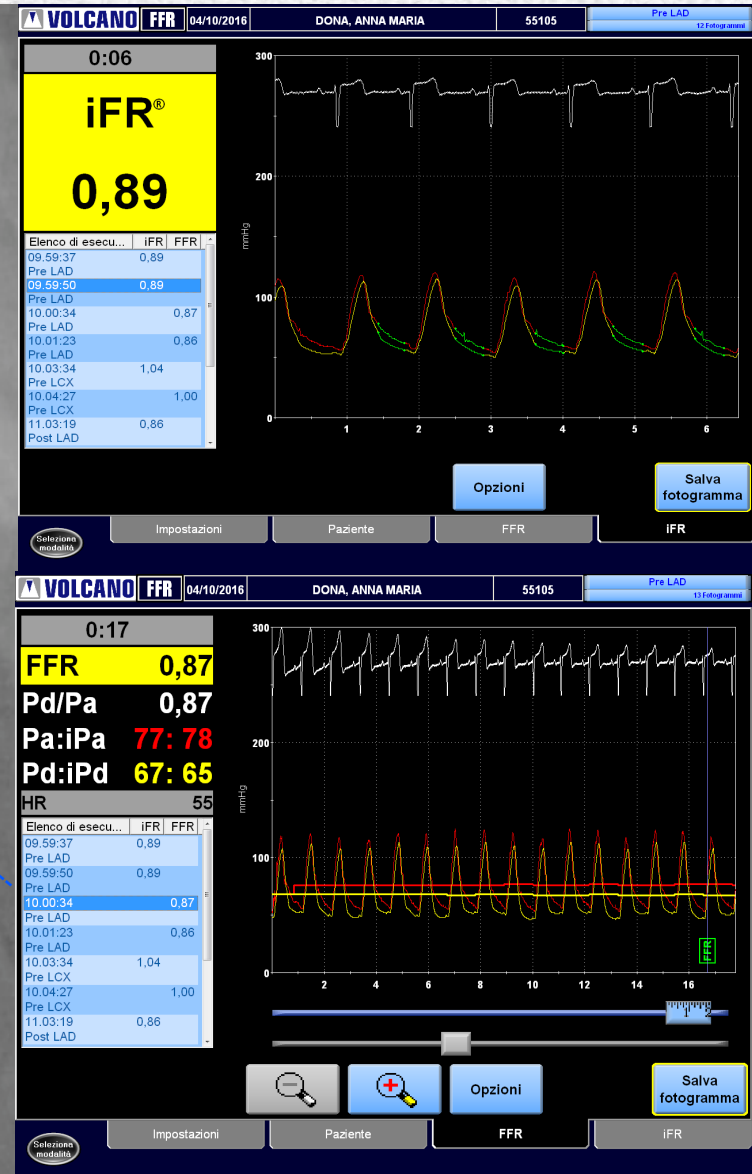 VOLCANO FFR 04/10/2016 DONA, ANNA MARIA 55105 Pre LAD
12 Fotogrammi
0:06
iFR®
0,89
Elenco di esecu... iFR FFR
09.59:37 0,89
Pre LAD
09.59:50 0,89
Pre LAD
10.00:34 0,87
Pre LAD
10.01:23 0,86
Pre LAD
10.03:34 1,04
Pre LCX
10.04:27 1,00
Pre LCX
11.03:19 0,86
Post LAD
300
200
mmHg
100
0
1 2 3 4 5 6
Opzioni
Salva
fotogramma
Seleziona
modalità
Impostazioni Paziente FFR iFR
VOLCANO FFR 04/10/2016 DONA, ANNA MARIA 55105 Pre LAD
13 Fotogrammi
0:17
FFR 0,87
Pd/Pa 0,87
Pa:iPa 77: 78
Pd:iPd 67: 65
HR 55
Elenco di esecu... iFR FFR
09.59:37 0,89
Pre LAD
09.59:50 0,89
Pre LAD
10.00:34 0,87
Pre LAD
10.01:23 0,86
Pre LAD
10.03:34 1,04
Pre LCX
10.04:27 1,00
Pre LCX
11.03:19 0,86
Post LAD
300
200
mmHg
100
0
FFR
2 4 6 8 10 12 14 16
1 2
Opzioni
Salva
fotogramma
Seleziona
modalità
Impostazioni Paziente FFR iFR